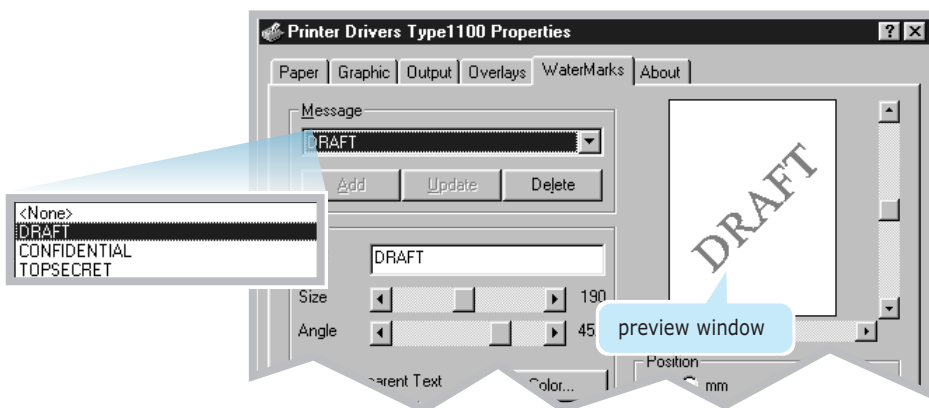 Printer Drivers Type1100 Properties
Paper Graphic Output Overlays WaterMarks About
Message
DRAFT
Add Update Delete
<None>
DRAFT
CONFIDENTIAL
TOPSECRET
DRAFT
Size 190
Angle 45
Text
Color...
DRAFT
preview window
Position
mm